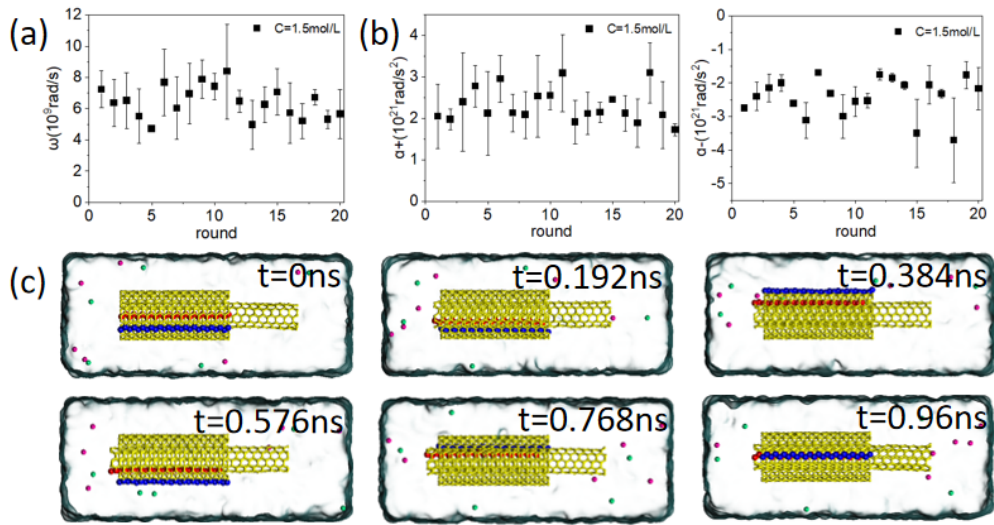 (a)
12
10
8
6
4
2
0
ω(10⁹rad/s)
■ C=1.5mol/L
0 5 10 15 20
round
(b)
4
3
2
1
0
α+(10²¹rad/s²)
■ C=1.5mol/L
0 5 10 15 20
round
0
-1
-2
-3
-4
-5
α-(10²¹rad/s²)
■ C=1.5mol/L
0 5 10 15 20
round
(c)
t=0ns
t=0.192ns
t=0.384ns
t=0.576ns
t=0.768ns
t=0.96ns